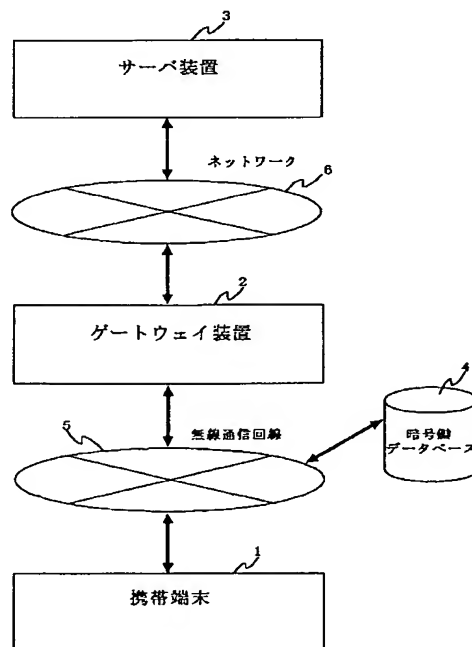 3
サーバ装置
ネットワーク
6
2
ゲートウェイ装置
4
5
無線通信回線
暗号鍵
データベース
1
携帯端末